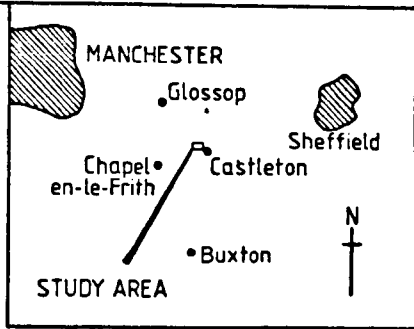 MANCHESTER
Glossop
Sheffield
Chapel
en-le-Frith
Castleton
N
Buxton
STUDY AREA